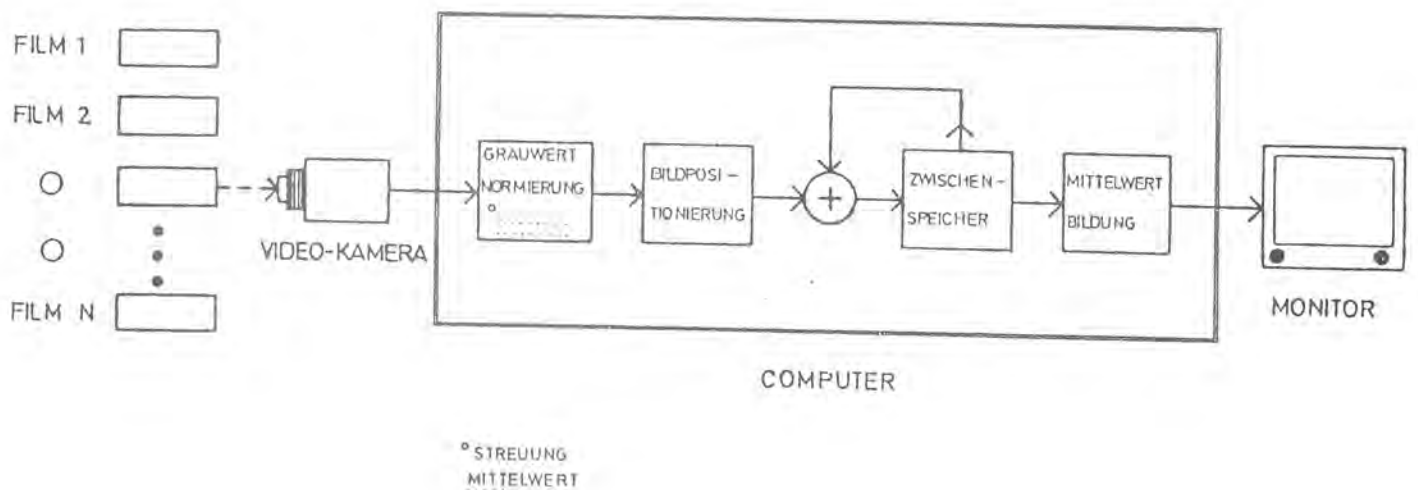 FILM 1
FILM 2
FILM N
VIDEO-KAMERA
GRAUWERT
NORMIERUNG
°
BILDPOSI -
TIONIERUNG
+
ZWISCHEN-
SPEICHER
MITTELWERT
BILDUNG
MONITOR
COMPUTER
° STREUUNG
MITTELWERT